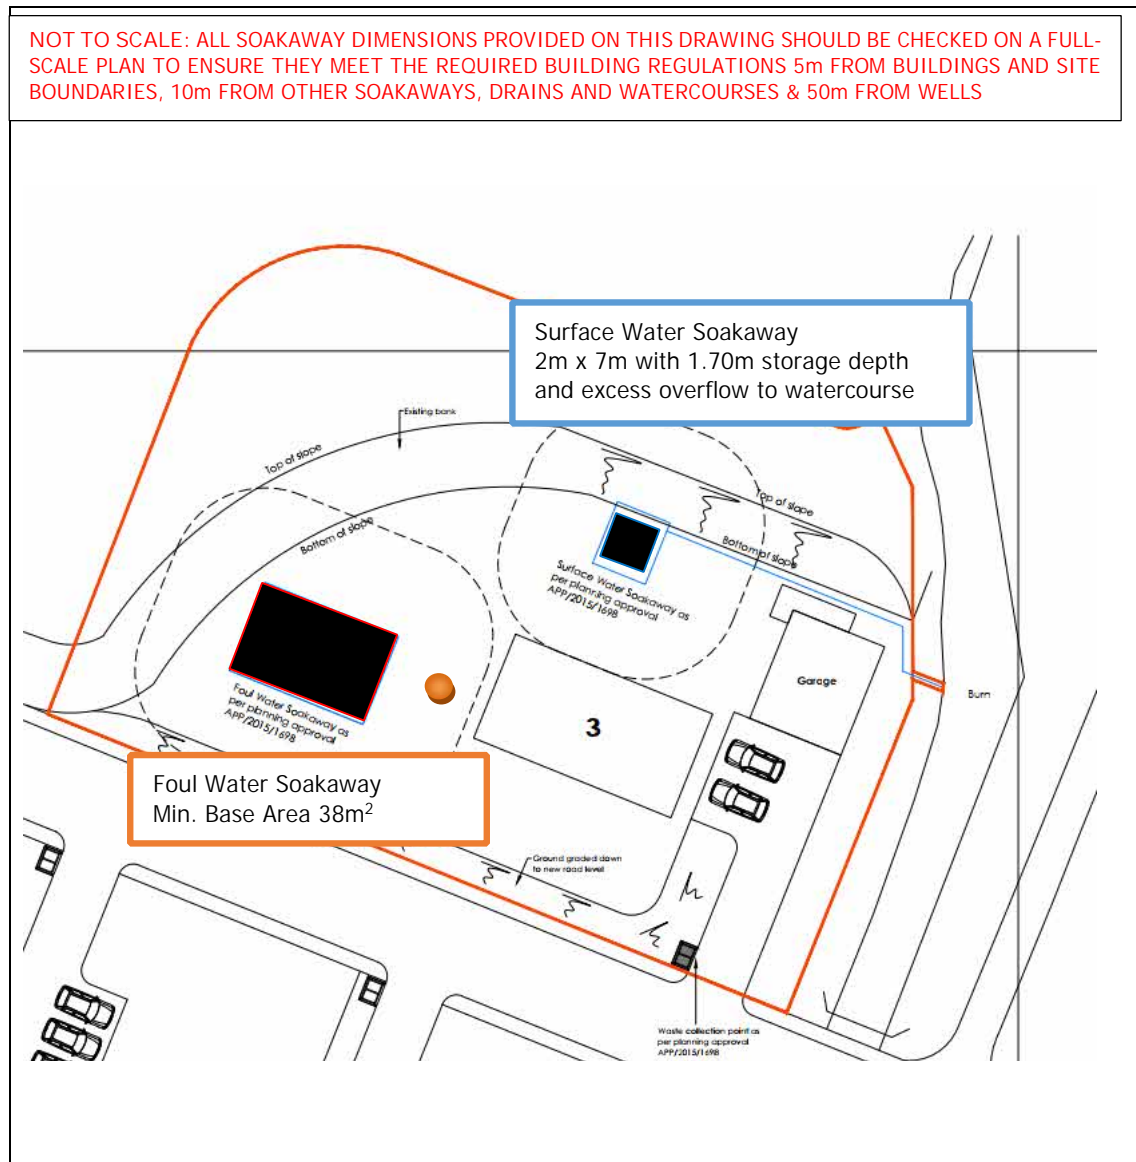 NOT TO SCALE: ALL SOAKAWAY DIMENSIONS PROVIDED ON THIS DRAWING SHOULD BE CHECKED ON A FULL-
SCALE PLAN TO ENSURE THEY MEET THE REQUIRED BUILDING REGULATIONS 5m FROM BUILDINGS AND SITE
BOUNDARIES, 10m FROM OTHER SOAKAWAYS, DRAINS AND WATERCOURSES & 50m FROM WELLS
Surface Water Soakaway
2m x 7m with 1.70m storage depth
and excess overflow to watercourse
Existing bank
Top of slope
Top of slope
Bottom of slope
Bottom of slope
Surface Water Soakaway as
per planning approval
APP/2015/1698
Garage
Foul Water Soakaway as
per planning approval
APP/2015/1698
Burn
3
Foul Water Soakaway
Min. Base Area 38m²
Ground graded down
to new road level
Waste collection point as
per planning approval
APP/2015/1698